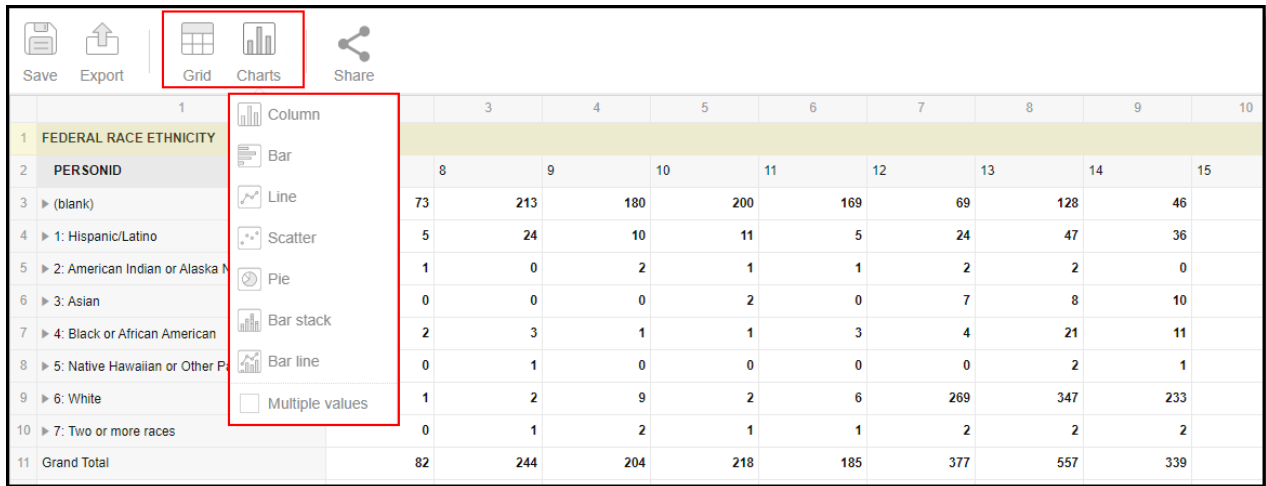 Save Export Grid Charts Share
1 3 4 5 6 7 8 9 10
Column
1 FEDERAL RACE ETHNICITY
Bar
2 PERSONID 8 9 10 11 12 13 14 15
Line
3 (blank) 73 213 180 200 169 69 128 46
4 1: Hispanic/Latino 5 24 10 11 5 24 47 36
Scatter
5 2: American Indian or Alaska N 1 0 2 1 1 2 2 0
Pie
6 3: Asian 0 0 0 2 0 7 8 10
Bar stack
7 4: Black or African American 2 3 1 1 3 4 21 11
8 5: Native Hawaiian or Other Pa 0 1 0 0 0 0 2 1
Bar line
9 6: White 1 2 9 2 6 269 347 233
Multiple values
10 7: Two or more races 0 1 2 1 1 2 2 2
11 Grand Total 82 244 204 218 185 377 557 339